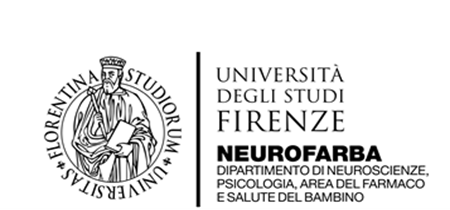 FLORENTINA STUDIORUM UNIVERSITAS
UNIVERSITÀ
DEGLI STUDI
FIRENZE
NEUROFARBA
DIPARTIMENTO DI NEUROSCIENZE,
PSICOLOGIA, AREA DEL FARMACO
E SALUTE DEL BAMBINO